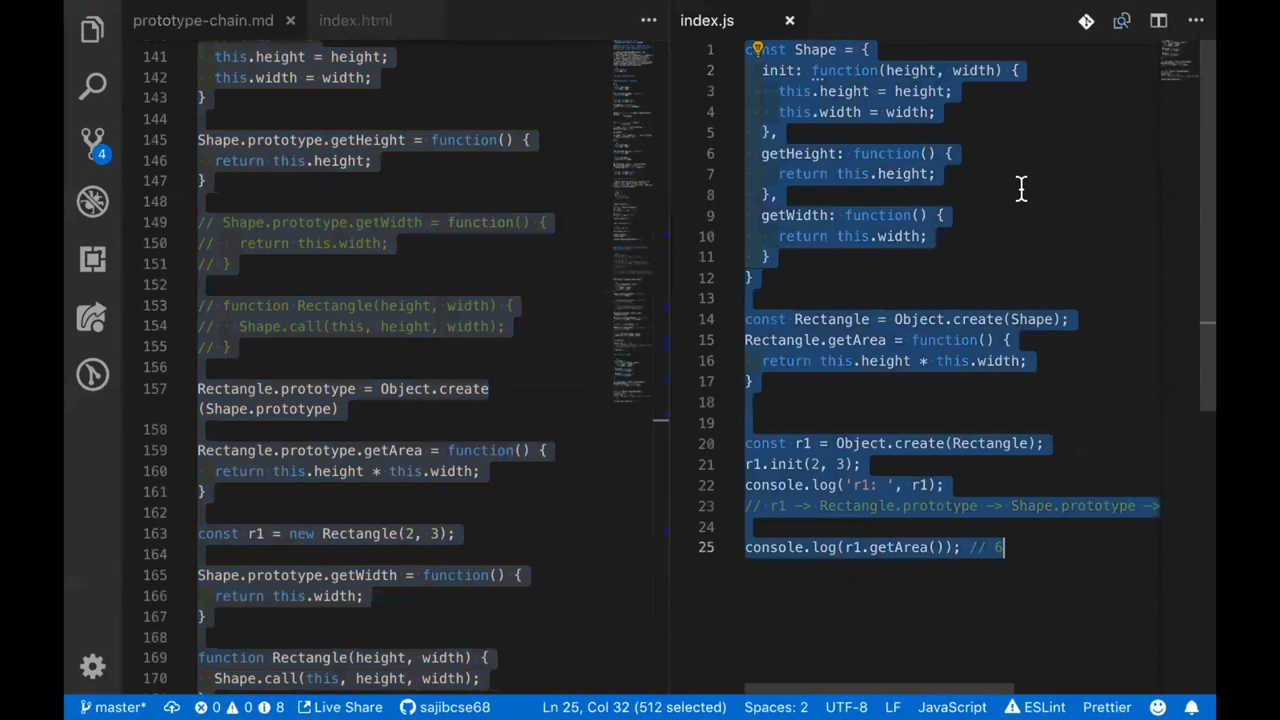 prototype-chain.md
index.html
index.js
141 this.height = height;
142 this.width = width;
143 }
144
145 Shape.prototype.getHeight = function() {
146 return this.height;
147 }
148
149 // Shape.prototype.getWidth = function() {
150 // return this.width;
151 // }
152
153 // function Rectangle(height, width) {
154 // Shape.call(this, height, width);
155 // }
156
157 Rectangle.prototype = Object.create
(Shape.prototype)
158
159 Rectangle.prototype.getArea = function() {
160 return this.height * this.width;
161 }
162
163 const r1 = new Rectangle(2, 3);
164
165 Shape.prototype.getWidth = function() {
166 return this.width;
167 }
168
169 function Rectangle(height, width) {
170 Shape.call(this, height, width);
1 const Shape = {
2 init: function(height, width) {
3 this.height = height;
4 this.width = width;
5 },
6 getHeight: function() {
7 return this.height;
8 },
9 getWidth: function() {
10 return this.width;
11 }
12 }
13
14 const Rectangle = Object.create(Shape);
15 Rectangle.getArea = function() {
16 return this.height * this.width;
17 }
18
19
20 const r1 = Object.create(Rectangle);
21 r1.init(2, 3);
22 console.log('r1: ', r1);
23 // r1 -> Rectangle.prototype -> Shape.prototype ->
24
25 console.log(r1.getArea()); // 6
4
master* 0 0 8 Live Share sajibcse68 Ln 25, Col 32 (512 selected) Spaces: 2 UTF-8 LF JavaScript ESLint Prettier